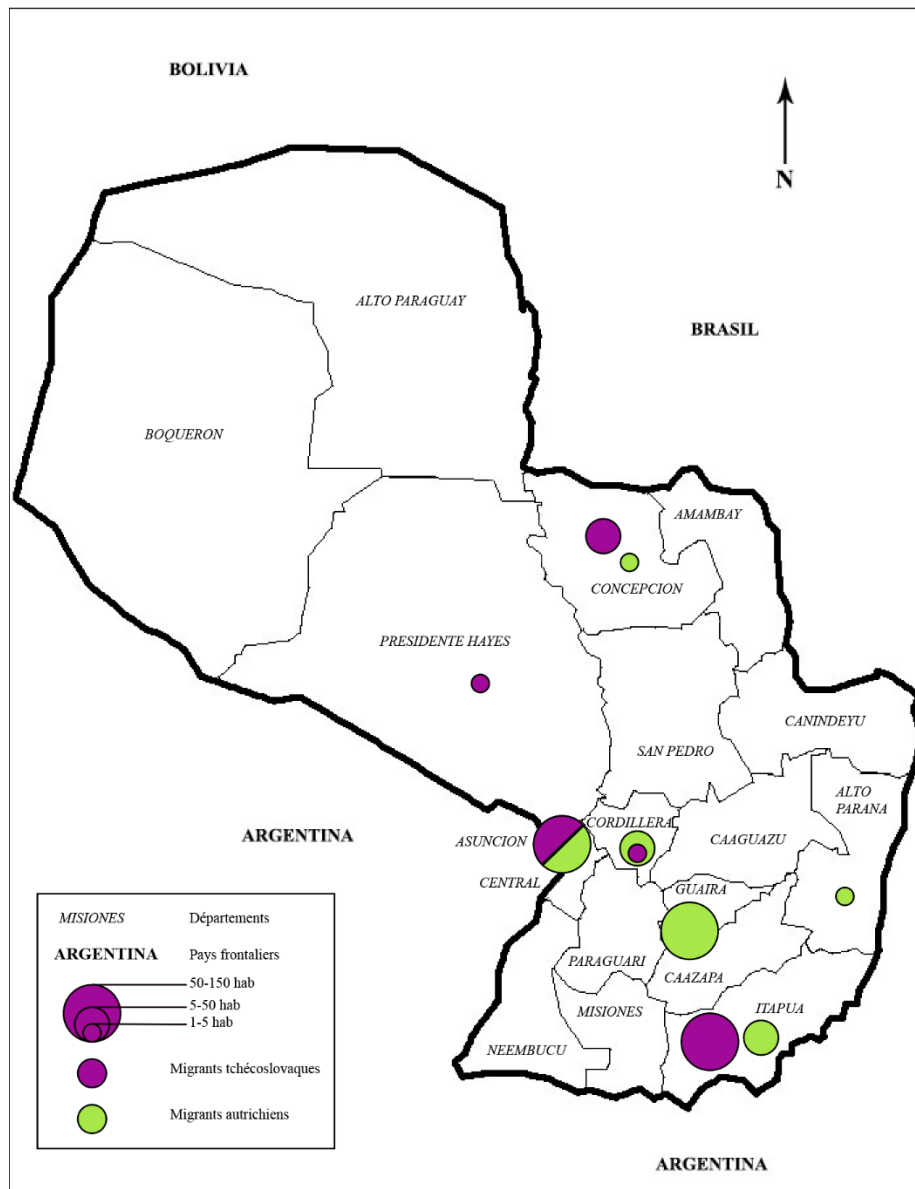 BOLIVIA
N
ALTO PARAGUAY
BRASIL
BOQUERON
AMAMBAY
CONCEPCION
PRESIDENTE HAYES
CANINDEYU
SAN PEDRO
ALTO
PARANA
ARGENTINA
ASUNCION
CORDILLERA
CAAGUAZU
CENTRAL
GUAIRA
PARAGUARI
CAAZAPA
MISIONES
ITAPUA
NEEMBUCU
ARGENTINA
MISIONES Départements
ARGENTINA Pays frontaliers
50-150 hab
5-50 hab
1-5 hab
Migrants tchécoslovaques
Migrants autrichiens